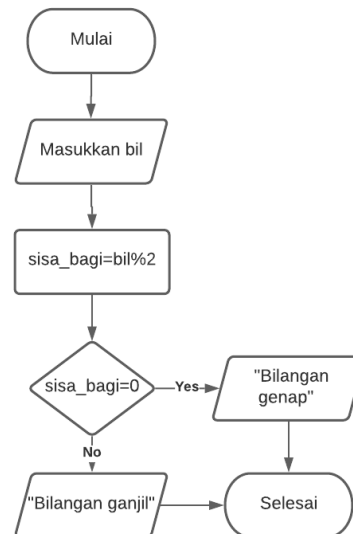 Mulai
Masukkan bil
sisa_bagi=bil%2
sisa_bagi=0
Yes
"Bilangan
genap"
No
"Bilangan ganjil"
Selesai